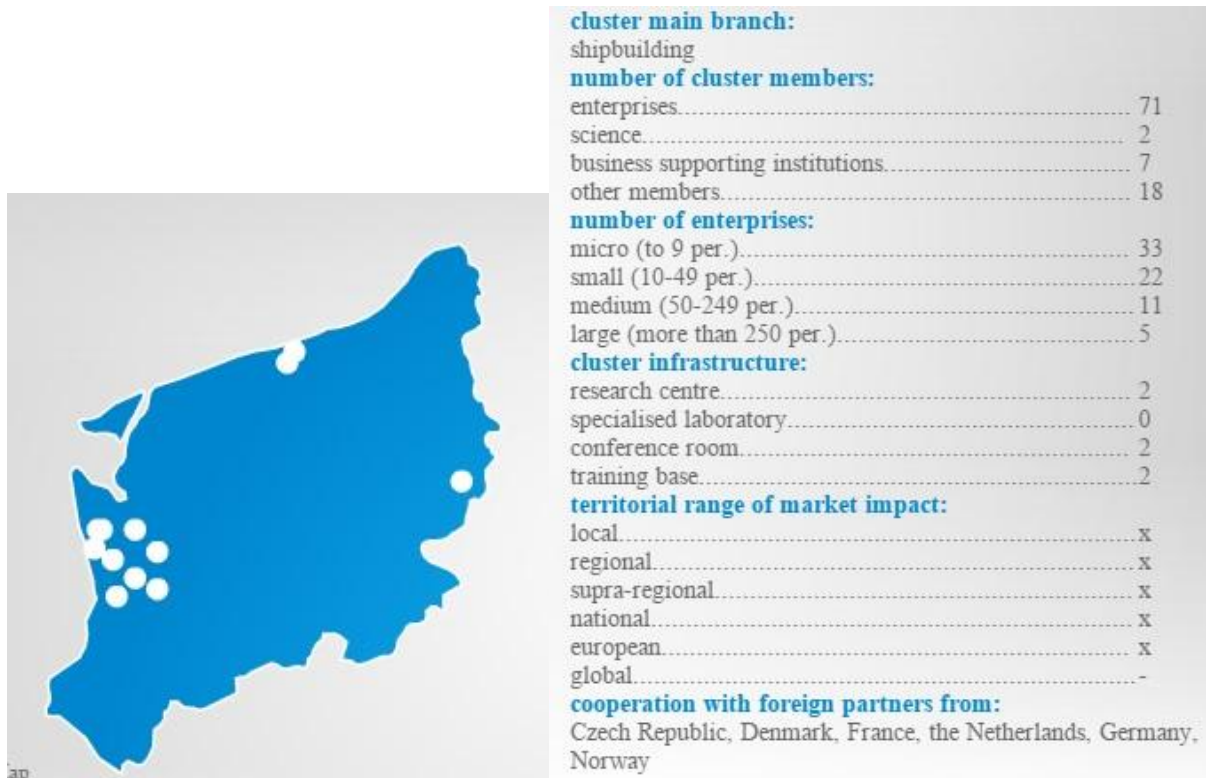 cluster main branch:
shipbuilding
number of cluster members:
enterprises........................................................................ 71
science........................................................................ 2
business supporting institutions....................................... 7
other members................................................................ 18
number of enterprises:
micro (to 9 per.)............................................................. 33
small (10-49 per.)........................................................... 22
medium (50-249 per.)..................................................... 11
large (more than 250 per.)............................................... 5
cluster infrastructure:
research centre................................................................ 2
specialised laboratory...................................................... 0
conference room............................................................. 2
training base.................................................................... 2
territorial range of market impact:
local................................................................................ x
regional........................................................................... x
supra-regional................................................................. x
national........................................................................... x
european......................................................................... x
global..............................................................................-
cooperation with foreign partners from:
Czech Republic, Denmark, France, the Netherlands, Germany,
Norway